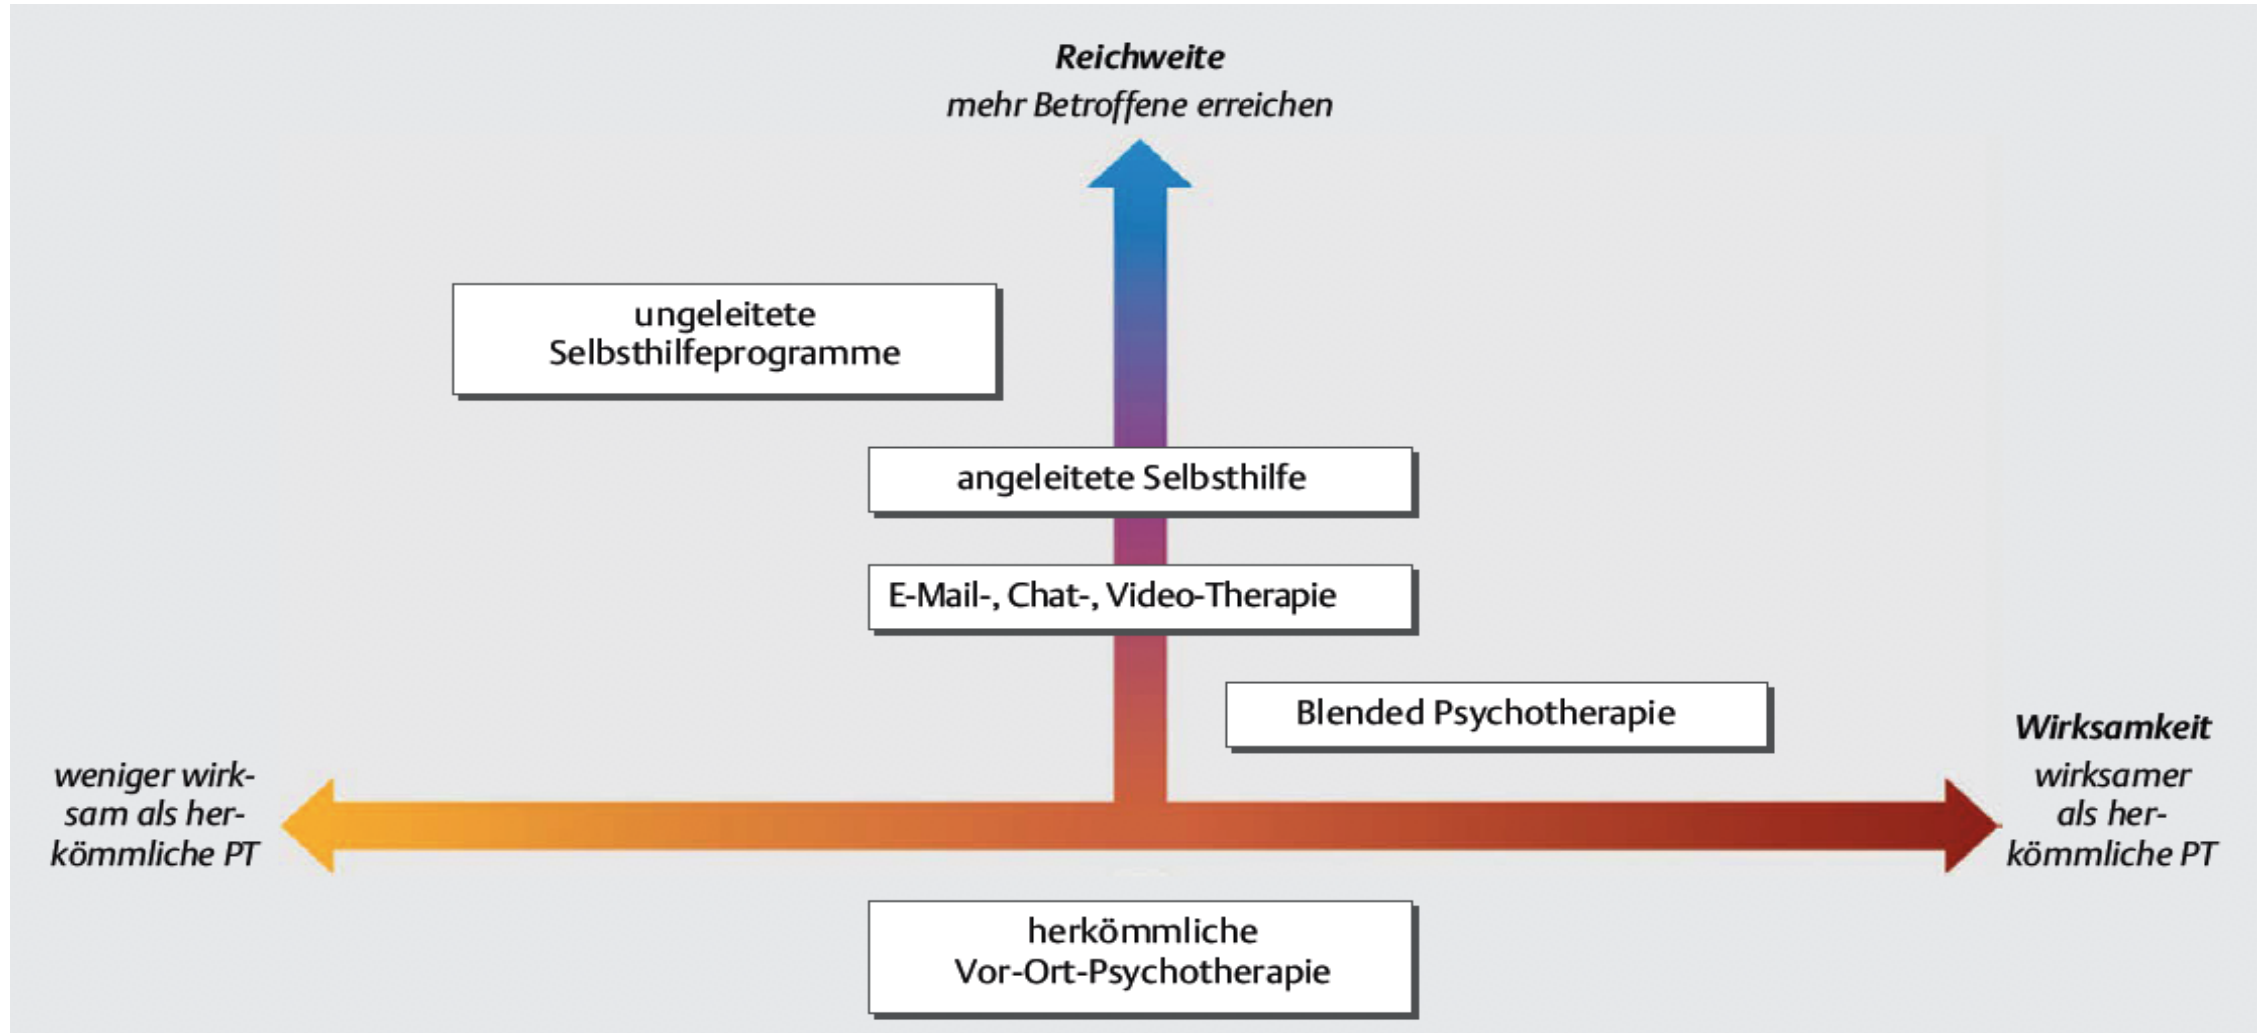 Reichweite
mehr Betroffene erreichen
ungeleitete
Selbsthilfeprogramme
angeleitete Selbsthilfe
E-Mail-, Chat-, Video-Therapie
Blended Psychotherapie
weniger wirk-
sam als her-
kömmliche PT
Wirksamkeit
wirksamer
als her-
kömmliche PT
herkömmliche
Vor-Ort-Psychotherapie